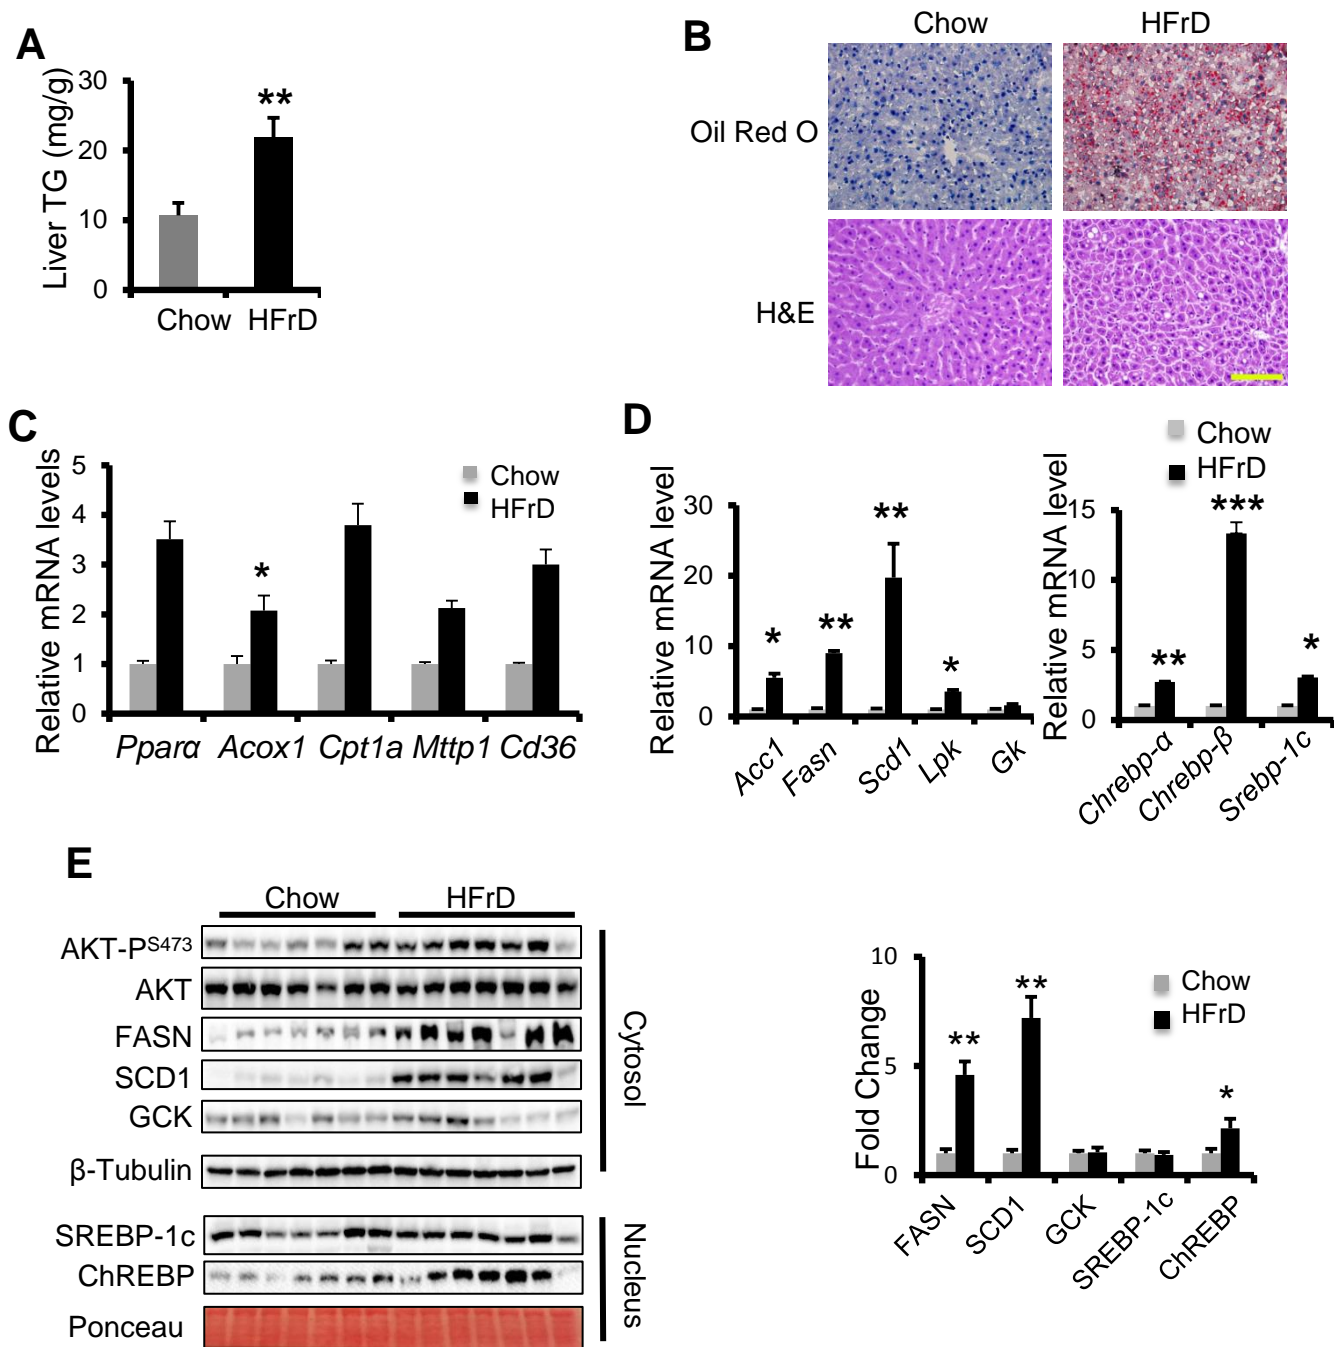 A
30
20
10
0
Liver TG (mg/g)
**
Chow HFrD
B
Chow HFrD
Oil Red O
H&E
C
Relative mRNA levels
5
4
3
2
1
0
Chow
HFrD
*
Pparα Acox1 Cpt1a Mttp1 Cd36
D
Relative mRNA level
30
20
10
0
* ** ** *
Acc1 Fasn Scd1 Lpk Gk
Chow
HFrD
Relative mRNA level
15
10
5
0
** *** *
Chrebp-α Chrebp-β Srebp-1c
E
Chow HFrD
AKT-PS473
AKT
FASN
SCD1
GCK
β-Tubulin
Cytosol
SREBP-1c
ChREBP
Ponceau
Nucleus
Fold Change
10
5
0
Chow
HFrD
** ** *
FASN SCD1 GCK SREBP-1c ChREBP